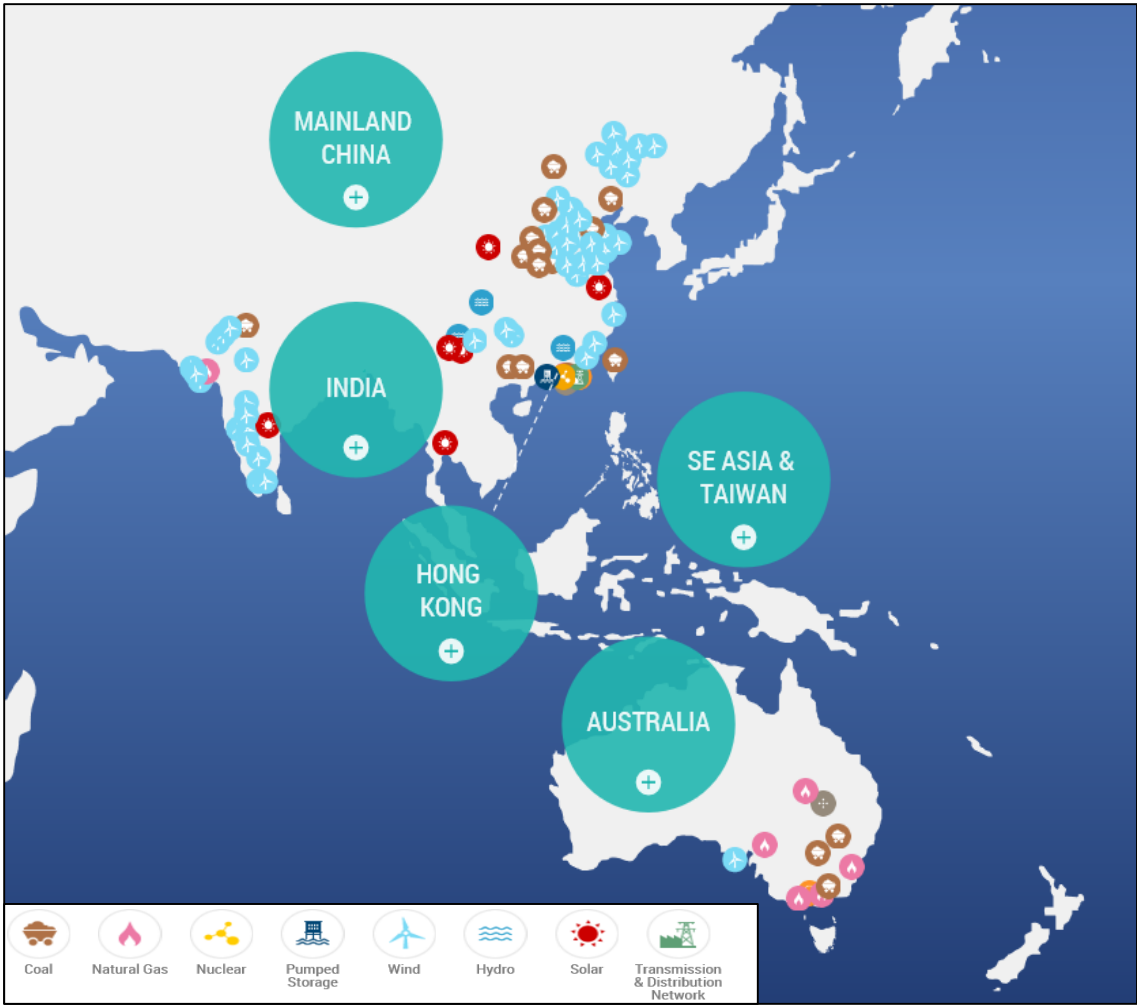 MAINLAND
CHINA
INDIA
SE ASIA &
TAIWAN
HONG
KONG
AUSTRALIA
Coal
Natural Gas
Nuclear
Pumped
Storage
Wind
Hydro
Solar
Transmission
& Distribution
Network